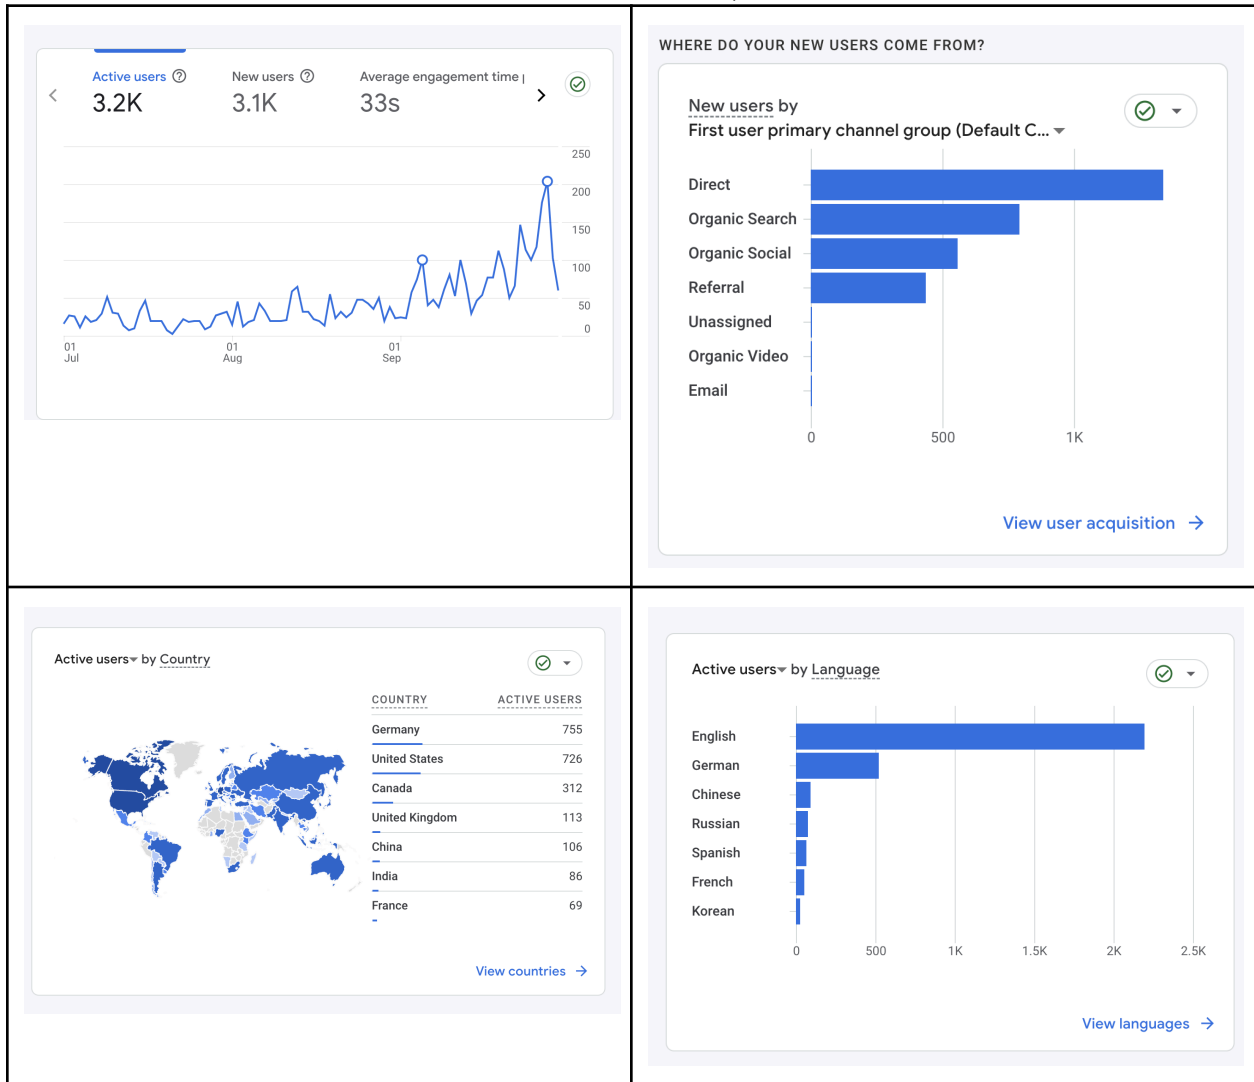 Active users
New users
Average engagement time
3.2K
3.1K
33s
250
200
150
100
50
0
01
Jul
01
Aug
01
Sep
WHERE DO YOUR NEW USERS COME FROM?
New users by
First user primary channel group (Default C...
Direct
Organic Search
Organic Social
Referral
Unassigned
Organic Video
Email
0 500 1K
View user acquisition
Active users by Country
COUNTRY ACTIVE USERS
Germany 755
United States 726
Canada 312
United Kingdom 113
China 106
India 86
France 69
View countries
Active users by Language
English
German
Chinese
Russian
Spanish
French
Korean
0 500 1K 1.5K 2K 2.5K
View languages